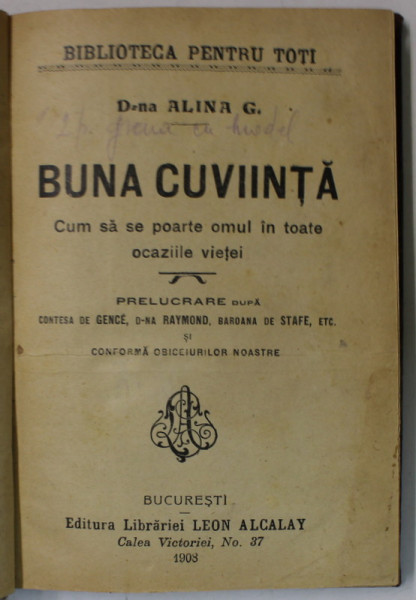 BIBLIOTECA PENTRU TOTI
D-na ALINA G.
BUNA CUVIINȚĂ
Cum să se poarte omul în toate
ocaziile vieței
PRELUCRARE DUPĂ
CONTESA DE GENCÉ, D-NA RAYMOND, BAROANA DE STAFE, ETC.
ȘI
CONFORMĂ OBICEIURILOR NOASTRE
BUCUREȘTI
Editura Librăriei LEON ALCALAY
Calea Victoriei, No. 37
1908